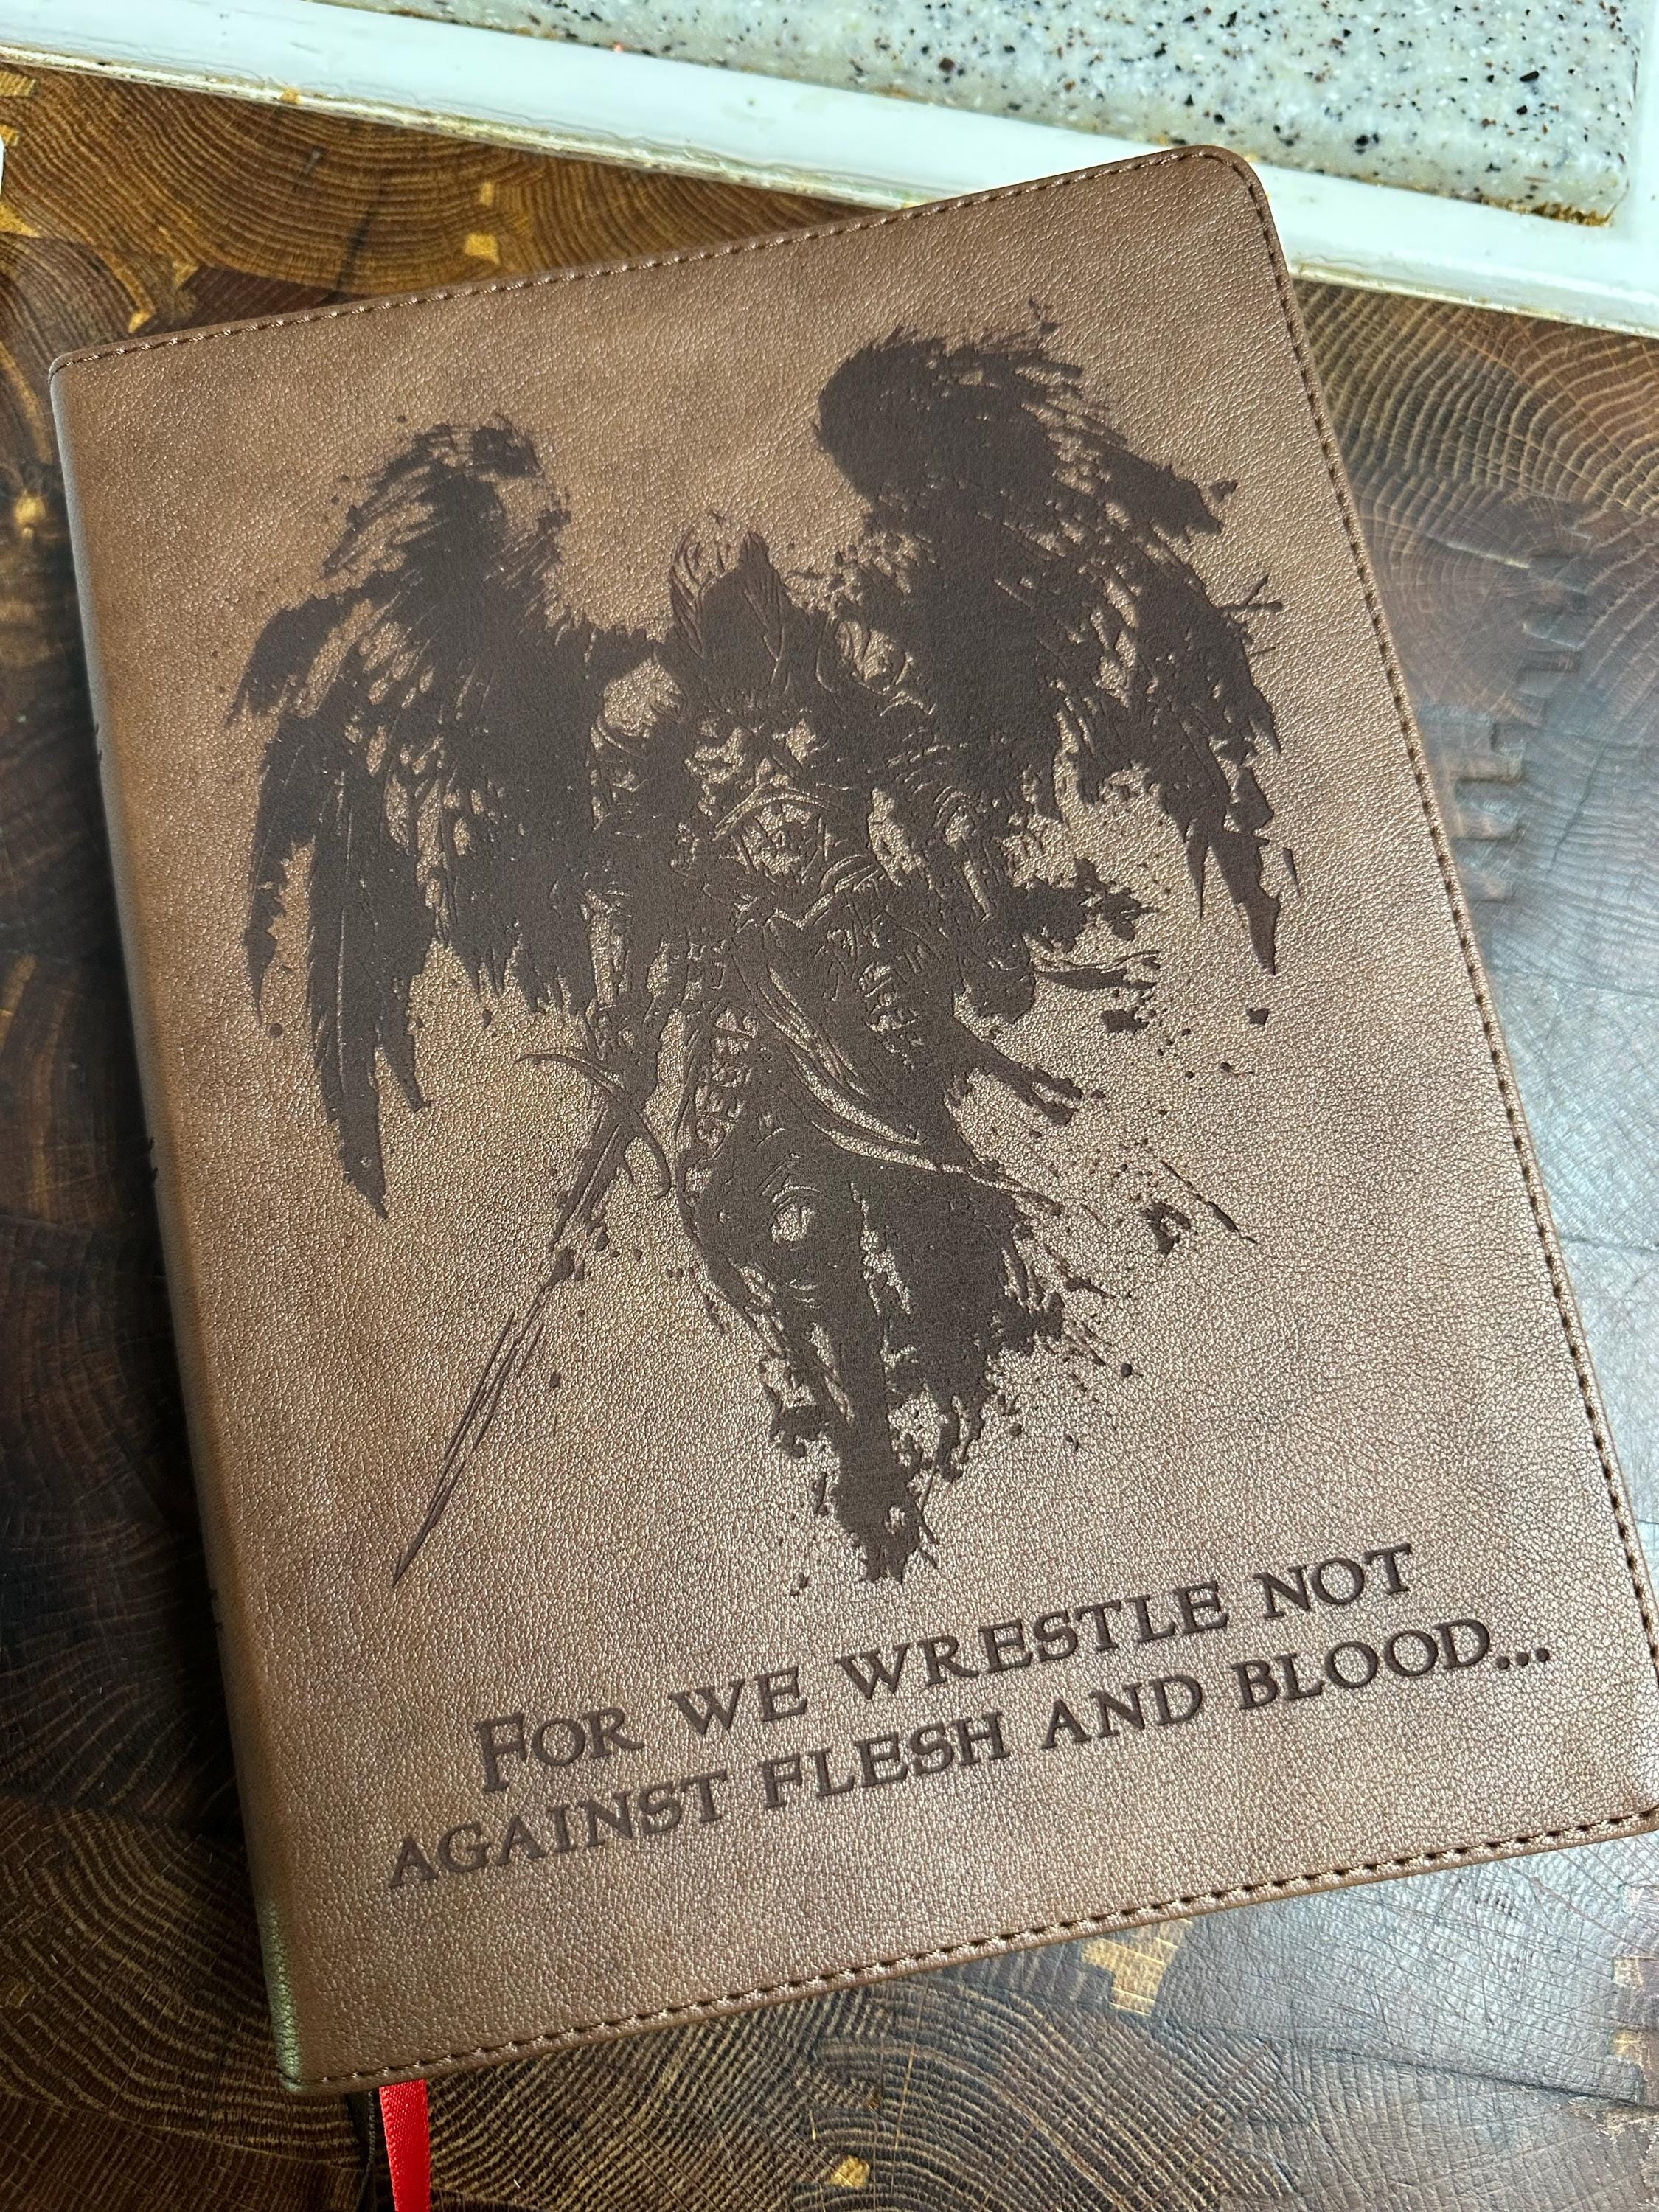 FOR WE WRESTLE NOT
AGAINST FLESH AND BLOOD...